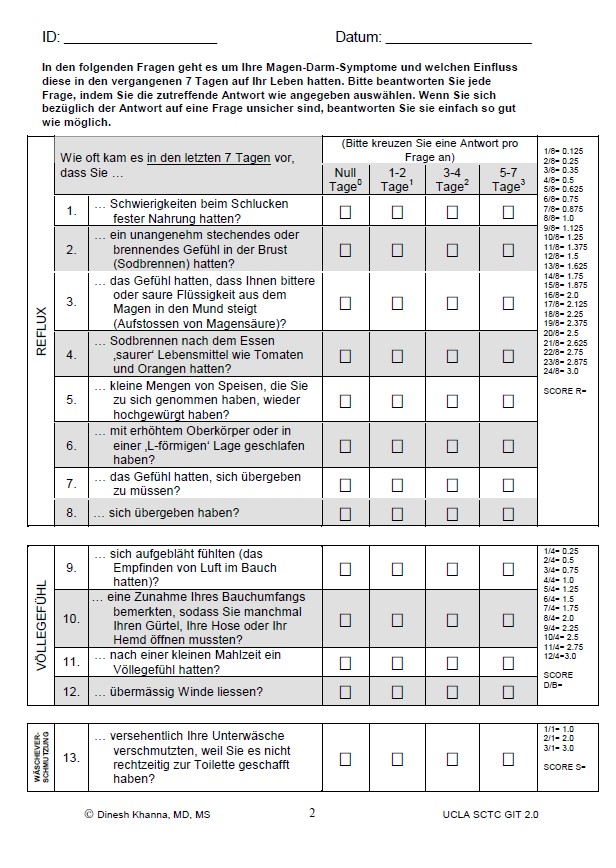 ID: ___________________
Datum: ___________________
In den folgenden Fragen geht es um Ihre Magen-Darm-Symptome und welchen Einfluss
diese in den vergangenen 7 Tagen auf Ihr Leben hatten. Bitte beantworten Sie jede
Frage, indem Sie die zutreffende Antwort wie angegeben auswählen. Wenn Sie sich
bezüglich der Antwort auf eine Frage unsicher sind, beantworten Sie sie einfach so gut
wie möglich.
REFLUX
Wie oft kam es in den letzten 7 Tagen vor,
dass Sie …
(Bitte kreuzen Sie eine Antwort pro
Frage an)
Null
Tage⁰
1-2
Tage¹
3-4
Tage²
5-7
Tage³
1. … Schwierigkeiten beim Schlucken
fester Nahrung hatten? □ □ □ □
2. … ein unangenehm stechendes oder
brennendes Gefühl in der Brust
(Sodbrennen) hatten? □ □ □ □
3. … das Gefühl hatten, dass Ihnen bittere
oder saure Flüssigkeit aus dem
Magen in den Mund steigt
(Aufstossen von Magensäure)? □ □ □ □
4. … Sodbrennen nach dem Essen
‚saurer‘ Lebensmittel wie Tomaten
und Orangen hatten? □ □ □ □
5. … kleine Mengen von Speisen, die Sie
zu sich genommen haben, wieder
hochgewürgt haben? □ □ □ □
6. … mit erhöhtem Oberkörper oder in
einer ‚L-förmigen‘ Lage geschlafen
haben? □ □ □ □
7. … das Gefühl hatten, sich übergeben
zu müssen? □ □ □ □
8. … sich übergeben haben? □ □ □ □
1/8= 0.125
2/8= 0.25
3/8= 0.35
4/8= 0.5
5/8= 0.625
6/8= 0.75
7/8= 0.875
8/8= 1.0
9/8= 1.125
10/8= 1.25
11/8= 1.375
12/8= 1.5
13/8= 1.625
14/8= 1.75
15/8= 1.875
16/8= 2.0
17/8= 2.125
18/8= 2.25
19/8= 2.375
20/8= 2.5
21/8= 2.625
22/8= 2.75
23/8= 2.875
24/8= 3.0
SCORE R=
VÖLLEGEFÜHL
9. … sich aufgebläht fühlten (das
Empfinden von Luft im Bauch
hatten)? □ □ □ □
10. … eine Zunahme Ihres Bauchumfangs
bemerkten, sodass Sie manchmal
Ihren Gürtel, Ihre Hose oder Ihr
Hemd öffnen mussten? □ □ □ □
11. … nach einer kleinen Mahlzeit ein
Völlegefühl hatten? □ □ □ □
12. … übermässig Winde liessen? □ □ □ □
1/4= 0.25
2/4= 0.5
3/4= 0.75
4/4= 1.0
5/4= 1.25
6/4= 1.5
7/4= 1.75
8/4= 2.0
9/4= 2.25
10/4= 2.5
11/4= 2.75
12/4=3.0
SCORE
D/B=
WÄSCHEVER-
SCHMUTZUNG
13. … versehentlich Ihre Unterwäsche
verschmutzten, weil Sie es nicht
rechtzeitig zur Toilette geschafft
haben? □ □ □ □
1/1= 1.0
2/1= 2.0
3/1= 3.0
SCORE S=
© Dinesh Khanna, MD, MS
2
UCLA SCTC GIT 2.0